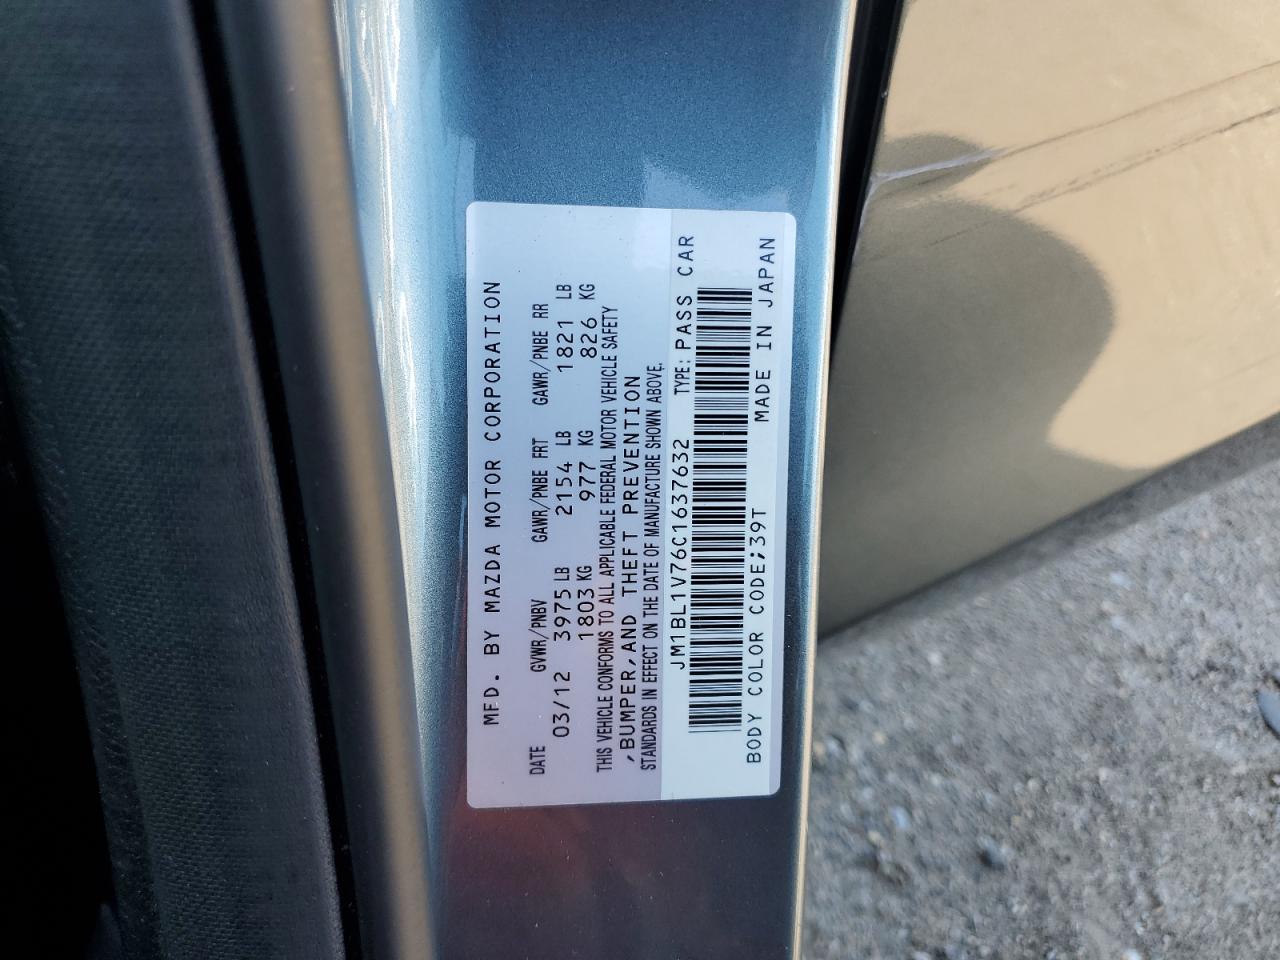 MFD. BY MAZDA MOTOR CORPORATION
DATE GVWR/PNBV GAWR/PNBE FRT GAWR/PNBE RR
03/12 3975 LB 2154 LB 1821 LB
1803 KG 977 KG 826 KG
THIS VEHICLE CONFORMS TO ALL APPLICABLE FEDERAL MOTOR VEHICLE SAFETY
,BUMPER,AND THEFT PREVENTION
STANDARDS IN EFFECT ON THE DATE OF MANUFACTURE SHOWN ABOVE.
JM1BL1V76C1637632 TYPE: PASS CAR
BODY COLOR CODE;39T MADE IN JAPAN